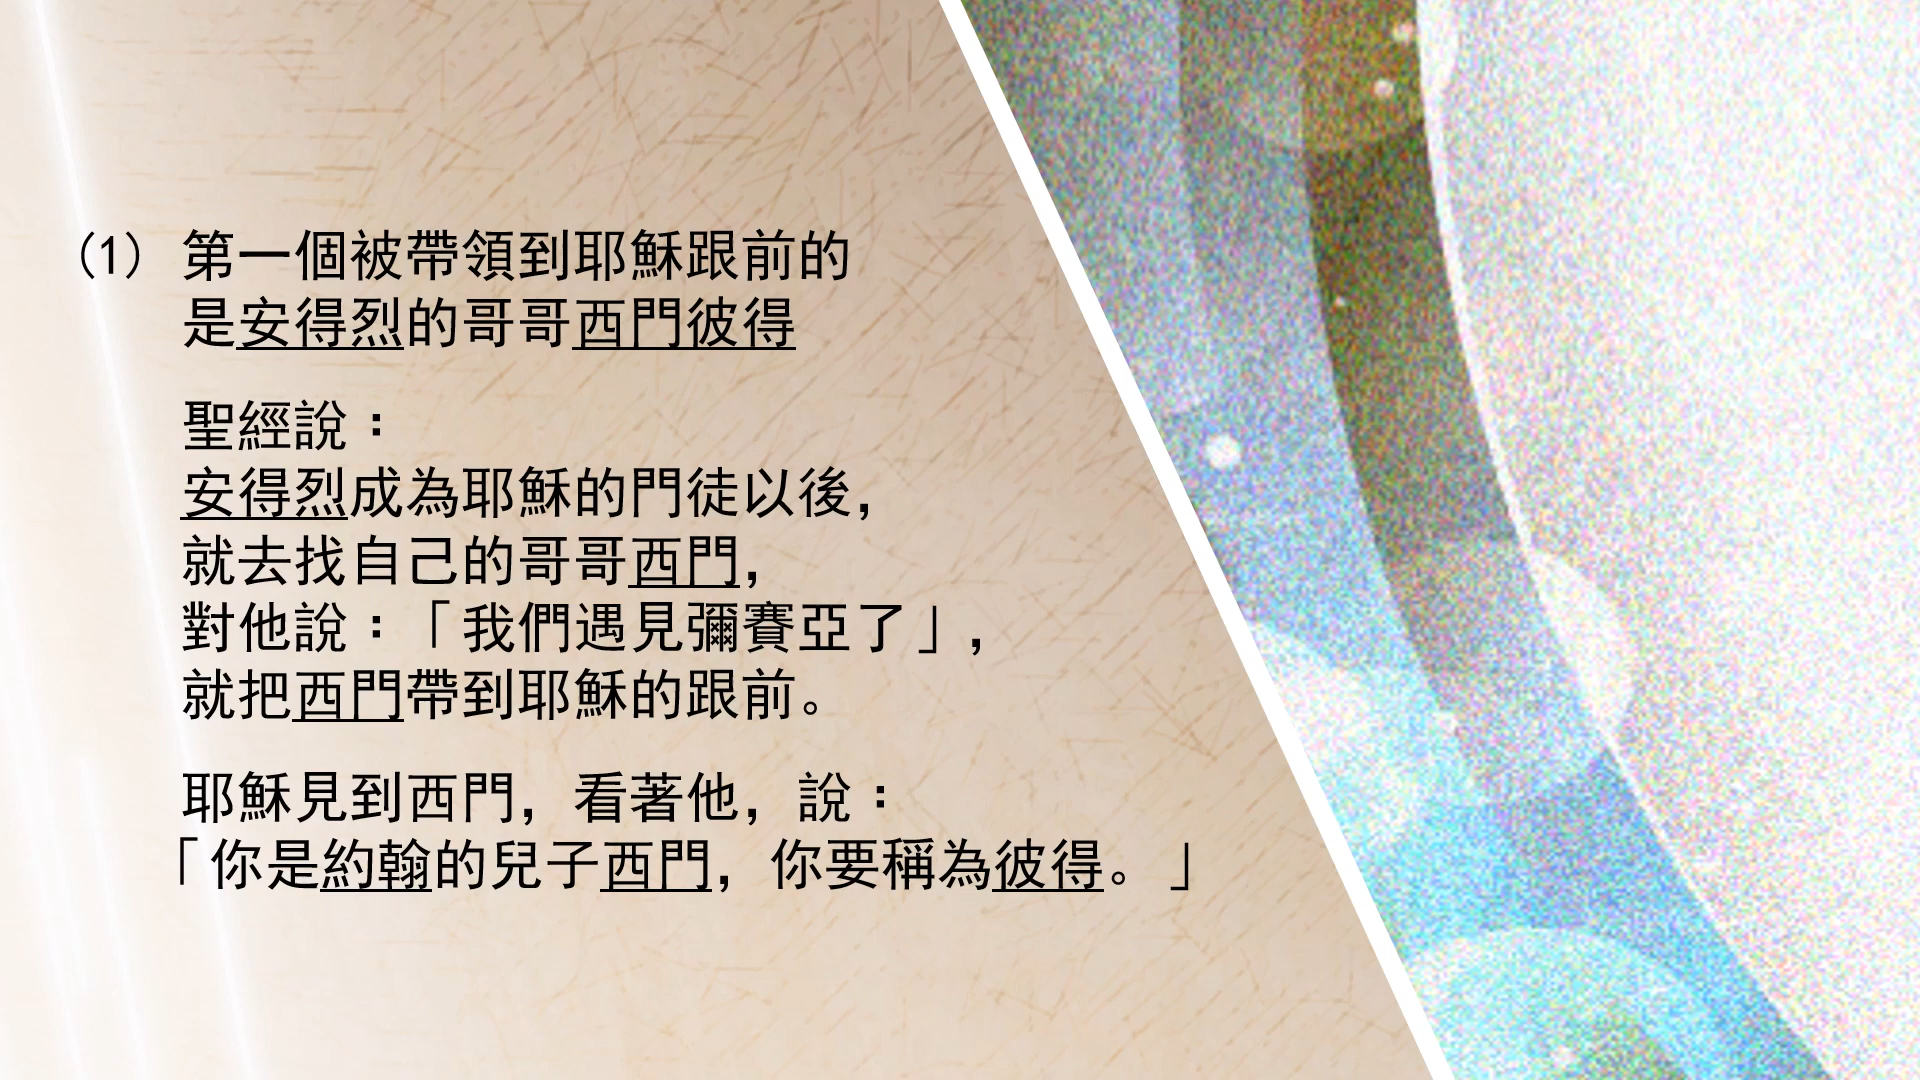 (1) 第一個被帶領到耶穌跟前的
是安得烈的哥哥西門彼得
聖經說：
安得烈成為耶穌的門徒以後，
就去找自己的哥哥西門，
對他說：「我們遇見彌賽亞了」，
就把西門帶到耶穌的跟前。
耶穌見到西門，看著他，說：
「你是約翰的兒子西門，你要稱為彼得。」